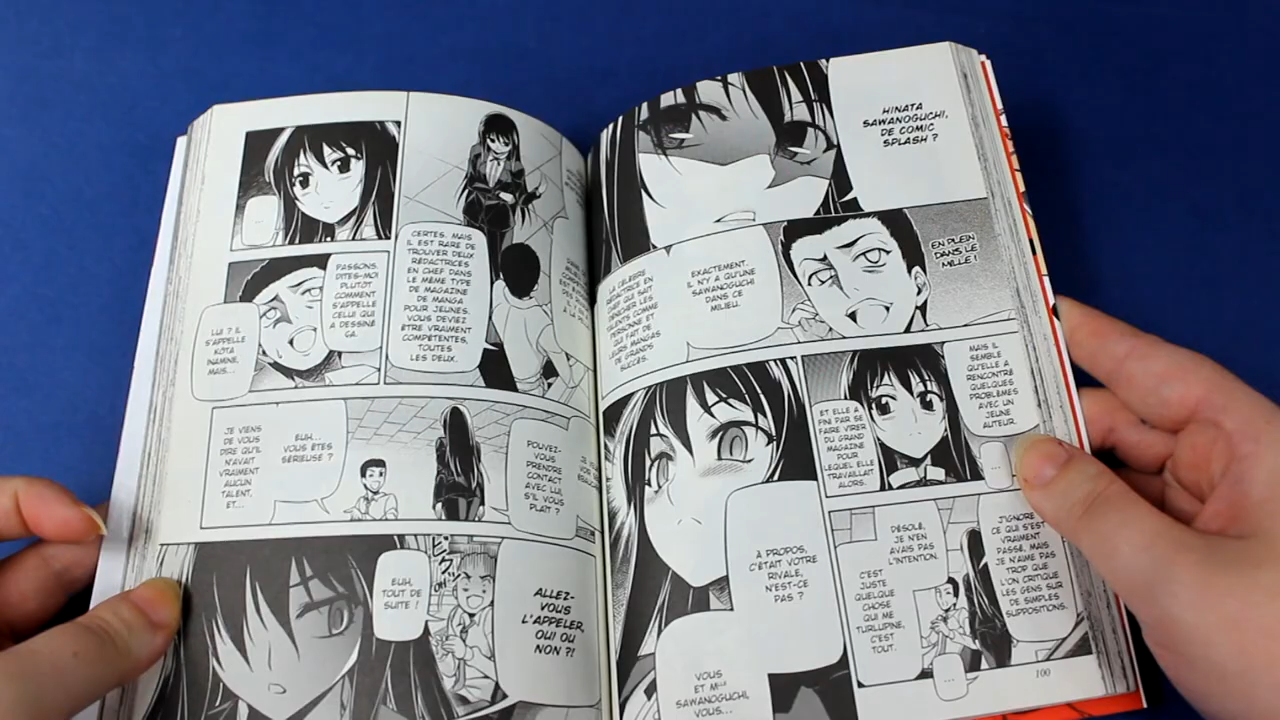 HINATA
SAWANOGUCHI,
DE COMIC
SPLASH ?
EN PLEIN
DANS LE
MILLE !
EXACTEMENT.
IL N'Y A QU'UNE
SAWANOGUCHI
DANS CE
MILIEU.
LA CÉLÈBRE
RÉDACTRICE EN
CHEF QUI SAIT
DÉNICHER LES
TALENTS COMME
PERSONNE ET
QUI FAIT DE
LEURS MANGAS
DE GRANDS
SUCCÈS.
MAIS IL
SEMBLE
QU'ELLE A
RENCONTRÉ
QUELQUES
PROBLÈMES
AVEC UN
JEUNE
AUTEUR.
...
ET ELLE A
FINI PAR SE
FAIRE VIRER
DU GRAND
MAGAZINE
POUR
LEQUEL ELLE
TRAVAILLAIT
ALORS.
J'IGNORE
CE QUI S'EST
VRAIMENT
PASSÉ, MAIS
JE N'AIME PAS
TROP QUE
L'ON CRITIQUE
LES GENS SUR
DE SIMPLES
SUPPOSITIONS.
DÉSOLÉ,
JE N'EN
AVAIS PAS
L'INTENTION.
C'EST
JUSTE
QUELQUE
CHOSE
QUI ME
TURLUPINE,
C'EST
TOUT.
...
À PROPOS,
C'ÉTAIT VOTRE
RIVALE,
N'EST-CE
PAS ?
VOUS
ET Mlle
SAWANOGUCHI,
VOUS...
100
CERTES. MAIS
IL EST RARE DE
TROUVER DEUX
RÉDACTRICES
EN CHEF DANS
LE MÊME TYPE
DE MAGAZINE
DE MANGA
POUR JEUNES.
VOUS DEVIEZ
ÊTRE VRAIMENT
COMPÉTENTES,
TOUTES
LES DEUX.
...
PASSONS.
DITES-MOI
PLUTÔT
COMMENT
S'APPELLE
CELUI QUI
A DESSINÉ
ÇA.
LUI ? IL
S'APPELLE
KÔTA
INAMINE,
MAIS...
POUVEZ-
VOUS
PRENDRE
CONTACT
AVEC LUI,
S'IL VOUS
PLAÎT ?
EUH...
VOUS ÊTES
SÉRIEUSE ?
JE VIENS
DE VOUS
DIRE QU'IL
N'AVAIT
VRAIMENT
AUCUN
TALENT,
ET...
ALLEZ-
VOUS
L'APPELER,
OUI OU
NON ?!
ビクッ
EUH,
TOUT DE
SUITE !